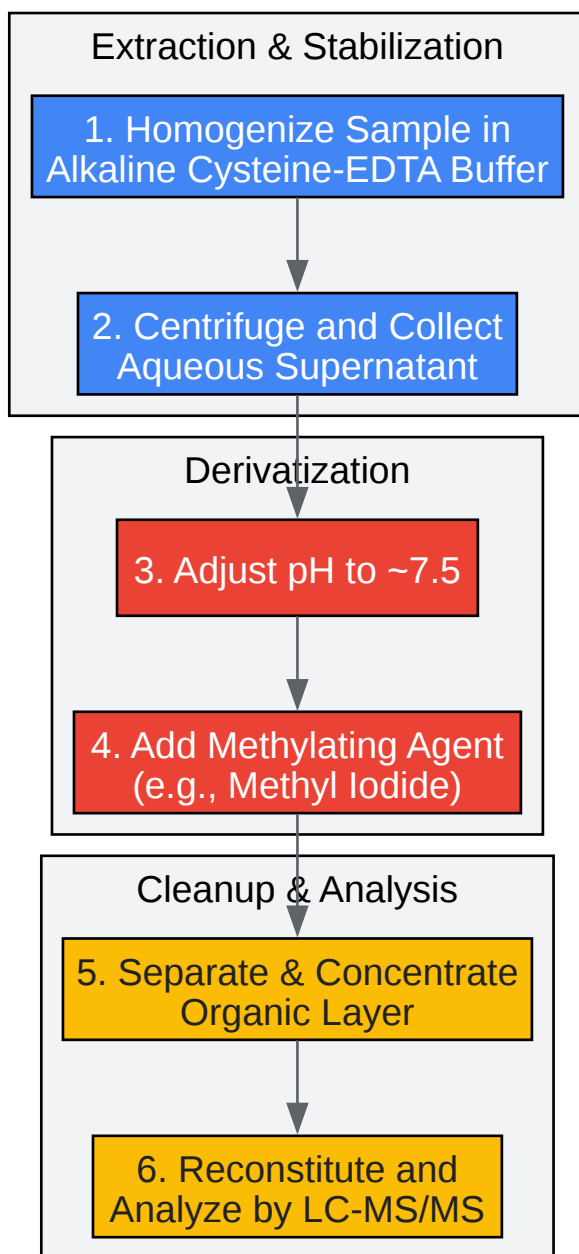 Extraction & Stabilization
1. Homogenize Sample in
Alkaline Cysteine-EDTA Buffer
2. Centrifuge and Collect
Aqueous Supernatant
Derivatization
3. Adjust pH to ~7.5
4. Add Methylating Agent
(e.g., Methyl Iodide)
Cleanup & Analysis
5. Separate & Concentrate
Organic Layer
6. Reconstitute and
Analyze by LC-MS/MS